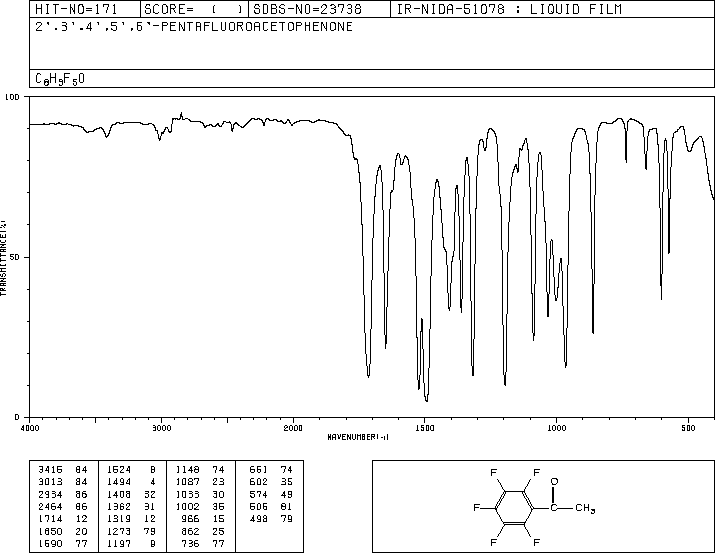 HIT-NO=171 SCORE= ( ) SDBS-NO=23738 IR-NIDA-51078 : LIQUID FILM
2',3',4',5',6'-PENTAFLUOROACETOPHENONE
C8H3F5O
100
50
0
TRANSMITTANCE(%)
4000 3000 2000 1500 1000 500
WAVENUMBER(-1)
3415 84 1524 8 1148 74 661 74
3013 84 1494 4 1087 23 602 35
2934 86 1408 32 1033 30 574 49
2464 86 1362 31 1002 35 506 81
1714 12 1319 12 966 15 498 79
1650 20 1273 79 862 25
1590 77 1197 9 736 77
F F O
F C CH3
F F